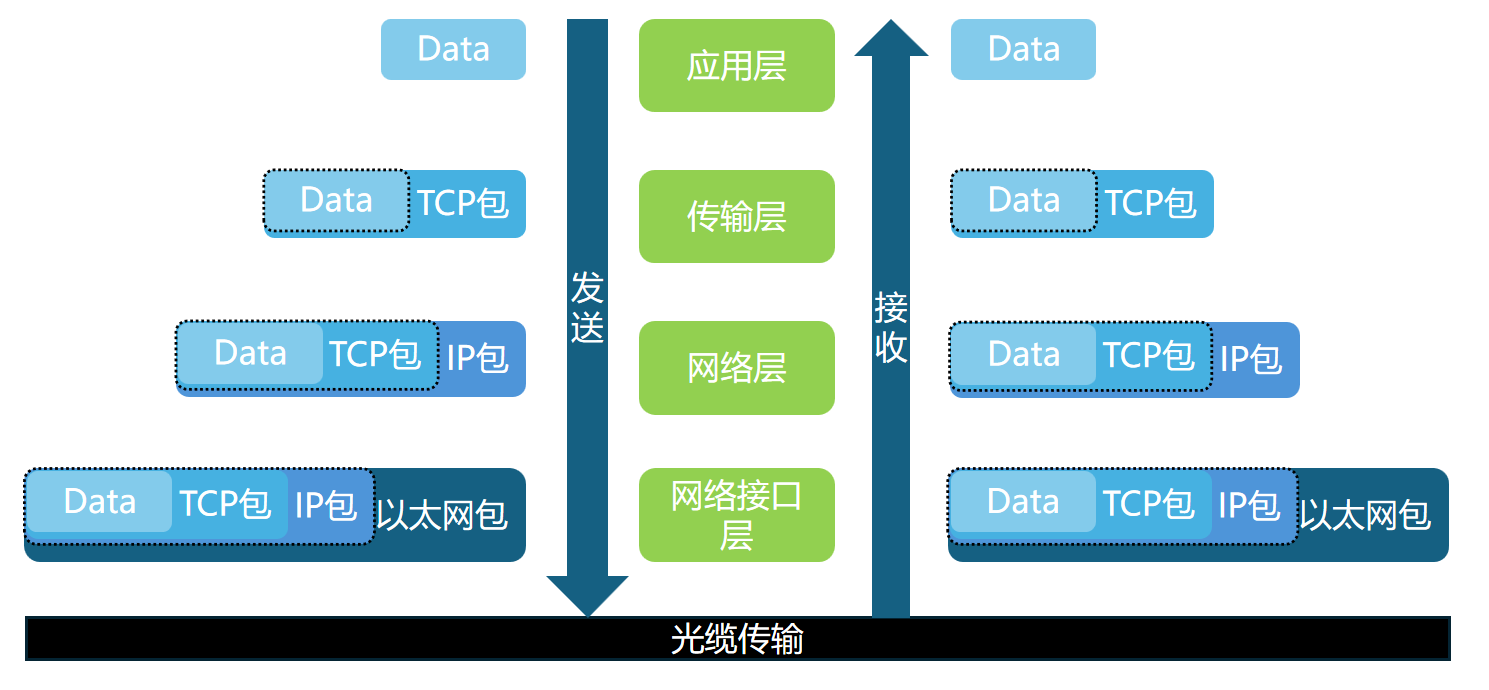 Data
应用层
Data
Data
TCP包
传输层
Data
TCP包
发送
接收
Data
TCP包
IP包
网络层
Data
TCP包
IP包
Data
TCP包
IP包
以太网包
网络接口
层
Data
TCP包
IP包
以太网包
光缆传输